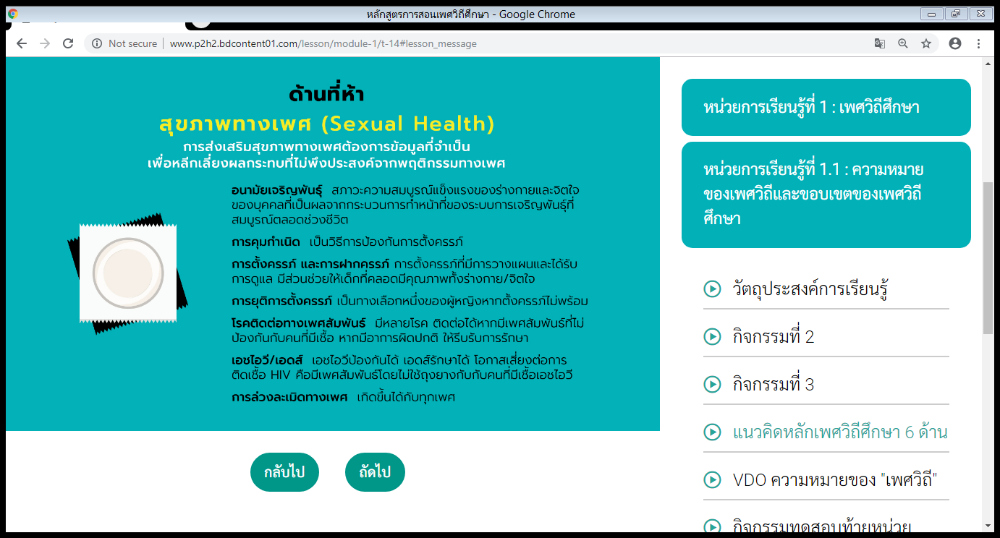 หลักสูตรการสอนเพศวิถีศึกษา - Google Chrome
Not secure
www.p2h2.bdcontent01.com/lesson/module-1/t-14#lesson_message
ด้านที่ห้า
สุขภาพทางเพศ (Sexual Health)
การส่งเสริมสุขภาพทางเพศต้องการข้อมูลที่จำเป็น
เพื่อหลีกเลี่ยงผลกระทบที่ไม่พึงประสงค์จากพฤติกรรมทางเพศ
อนามัยเจริญพันธุ์ สภาวะความสมบูรณ์แข็งแรงของร่างกายและจิตใจ
ของบุคคลที่เป็นผลจากกระบวนการทำหน้าที่ของระบบการเจริญพันธุ์ที่
สมบูรณ์ตลอดช่วงชีวิต
การคุมกำเนิด เป็นวิธีการป้องกันการตั้งครรภ์
การตั้งครรภ์ และการฝากครรภ์ การตั้งครรภ์ที่มีการวางแผนและได้รับ
การดูแล มีส่วนช่วยให้เด็กที่คลอดมีคุณภาพทั้งร่างกาย/จิตใจ
การยุติการตั้งครรภ์ เป็นทางเลือกหนึ่งของผู้หญิงหากตั้งครรภ์ไม่พร้อม
โรคติดต่อทางเพศสัมพันธ์ มีหลายโรค ติดต่อได้หากมีเพศสัมพันธ์ที่ไม่
ป้องกันกับคนที่มีเชื้อ หากมีอาการผิดปกติ ให้รีบรับการรักษา
เอชไอวี/เอดส์ เอชไอวีป้องกันได้ เอดส์รักษาได้ โอกาสเสี่ยงต่อการ
ติดเชื้อ HIV คือมีเพศสัมพันธ์โดยไม่ใช้ถุงยางกับกับคนที่มีเชื้อเอชไอวี
การล่วงละเมิดทางเพศ เกิดขึ้นได้กับทุกเพศ
กลับไป
ถัดไป
หน่วยการเรียนรู้ที่ 1 : เพศวิถีศึกษา
หน่วยการเรียนรู้ที่ 1.1 : ความหมาย
ของเพศวิถีและขอบเขตของเพศวิถี
ศึกษา
วัตถุประสงค์การเรียนรู้
กิจกรรมที่ 2
กิจกรรมที่ 3
แนวคิดหลักเพศวิถีศึกษา 6 ด้าน
VDO ความหมายของ "เพศวิถี"
กิจกรรมทดสอบท้ายหน่วย